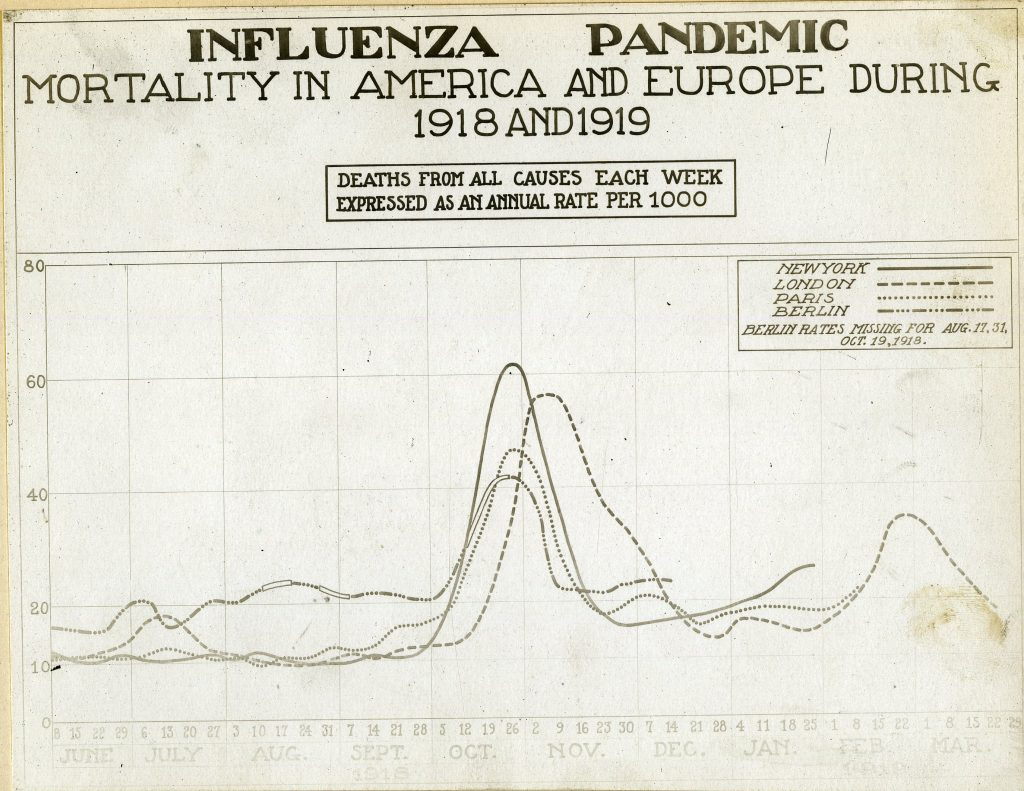 INFLUENZA PANDEMIC
MORTALITY IN AMERICA AND EUROPE DURING
1918 AND 1919
DEATHS FROM ALL CAUSES EACH WEEK
EXPRESSED AS AN ANNUAL RATE PER 1000
NEW YORK
LONDON
PARIS
BERLIN
BERLIN RATES MISSING FOR AUG. 17, 31,
OCT. 19, 1918.
80
60
40
20
10
0
8 15 22 29 6 13 20 27 3 10 17 24 31 7 14 21 28 5 12 19 26 2 9 16 23 30 7 14 21 28 4 11 18 25 1 8 15 22 1 8 15 22 29
JUNE JULY AUG. SEPT. OCT. NOV. DEC. JAN. FEB. MAR.
1918 1919